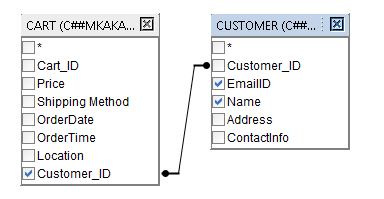 CART (C##MKAKA...
*
Cart_ID
Price
Shipping Method
OrderDate
OrderTime
Location
Customer_ID
CUSTOMER (C##...
*
Customer_ID
EmailID
Name
Address
ContactInfo